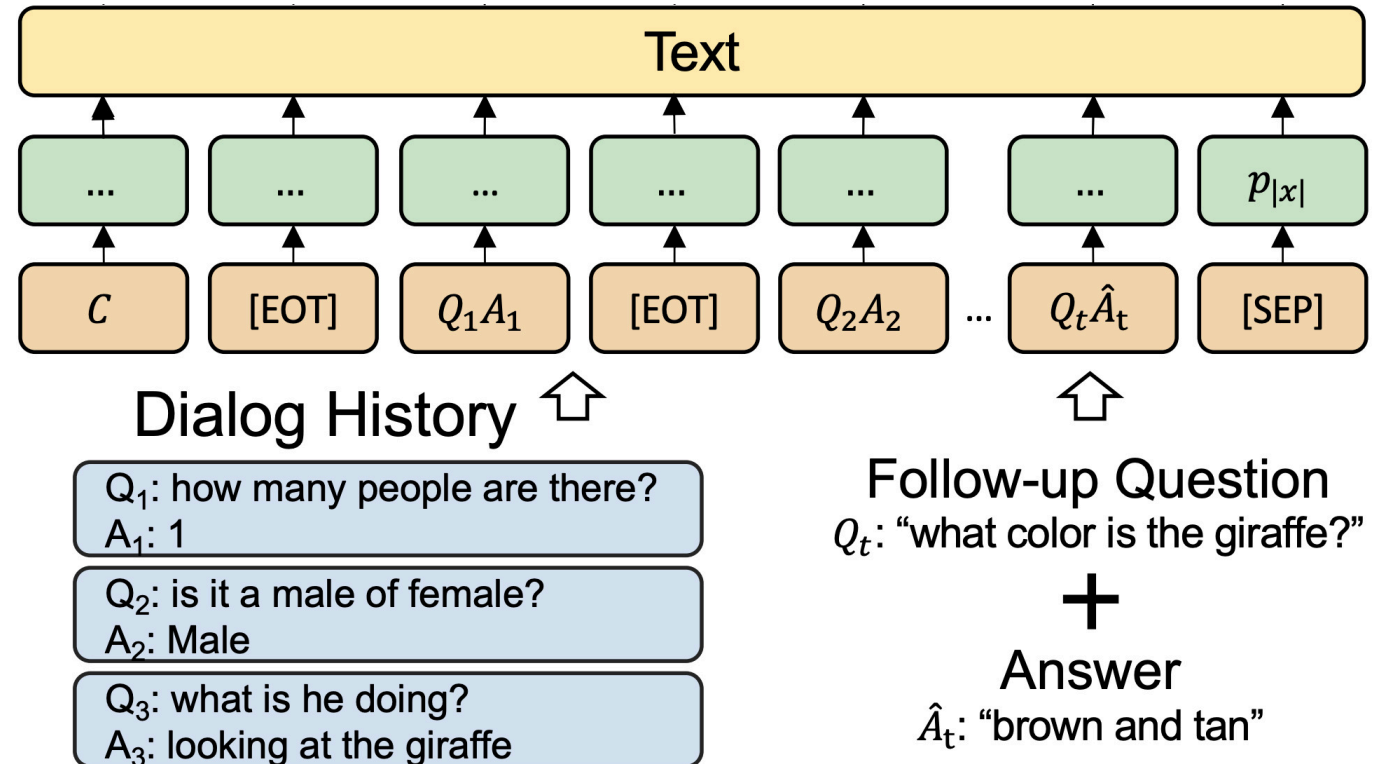 Text
... ... ... ... ... ... p|x|
C [EOT] Q₁A₁ [EOT] Q₂A₂ ... QₜÂₜ [SEP]
Dialog History
Q₁: how many people are there?
A₁: 1
Q₂: is it a male of female?
A₂: Male
Q₃: what is he doing?
A₃: looking at the giraffe
Follow-up Question
Qₜ: “what color is the giraffe?”
+
Answer
Âₜ: “brown and tan”